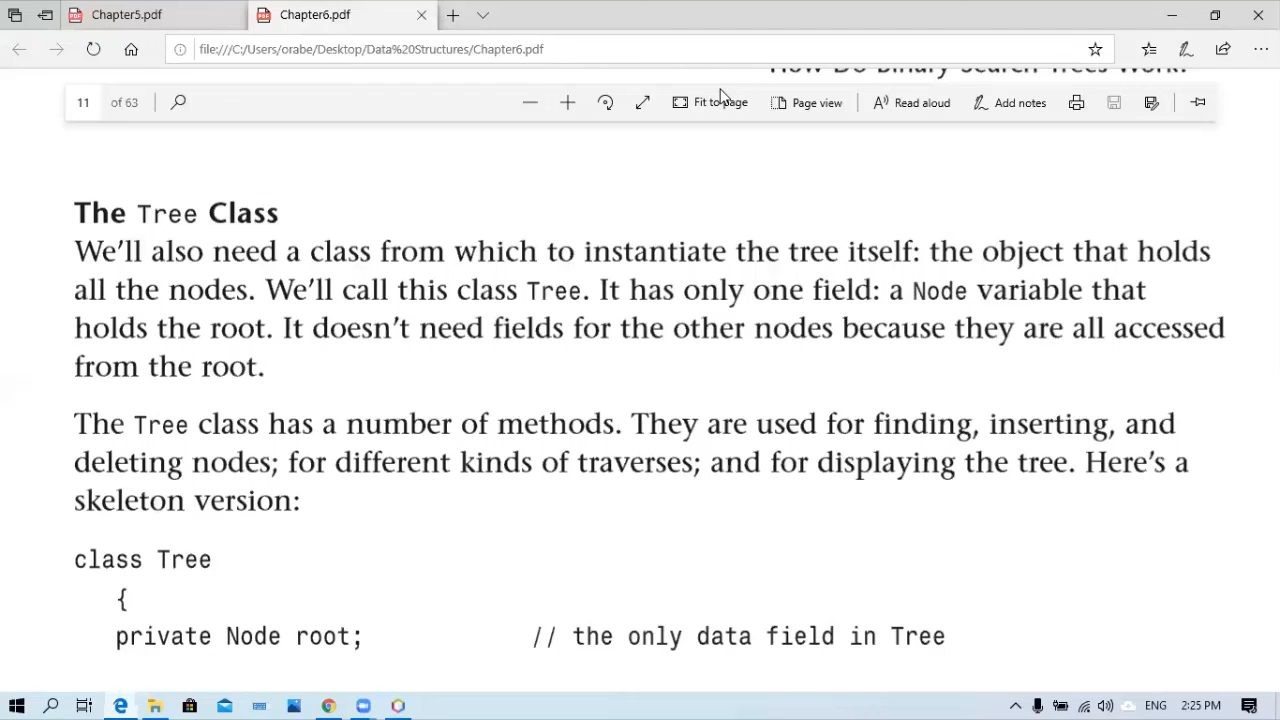 Chapter5.pdf
Chapter6.pdf
file:///C:/Users/orabe/Desktop/Data%20Structures/Chapter6.pdf
How Do Binary Search Trees Work?
11 of 63
Fit to page
Page view
Read aloud
Add notes
The Tree Class
We'll also need a class from which to instantiate the tree itself: the object that holds
all the nodes. We'll call this class Tree. It has only one field: a Node variable that
holds the root. It doesn't need fields for the other nodes because they are all accessed
from the root.
The Tree class has a number of methods. They are used for finding, inserting, and
deleting nodes; for different kinds of traverses; and for displaying the tree. Here's a
skeleton version:
class Tree
{
private Node root; // the only data field in Tree
ENG 2:25 PM